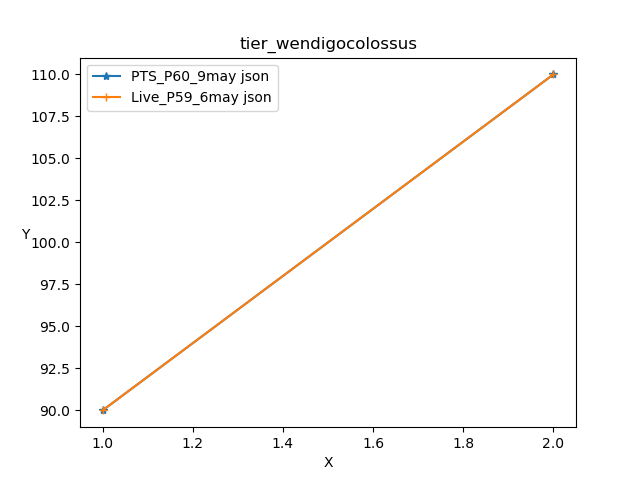 tier_wendigocolossus
PTS_P60_9may json
Live_P59_6may json
110.0
107.5
105.0
102.5
100.0
97.5
95.0
92.5
90.0
Y
1.0 1.2 1.4 1.6 1.8 2.0
X